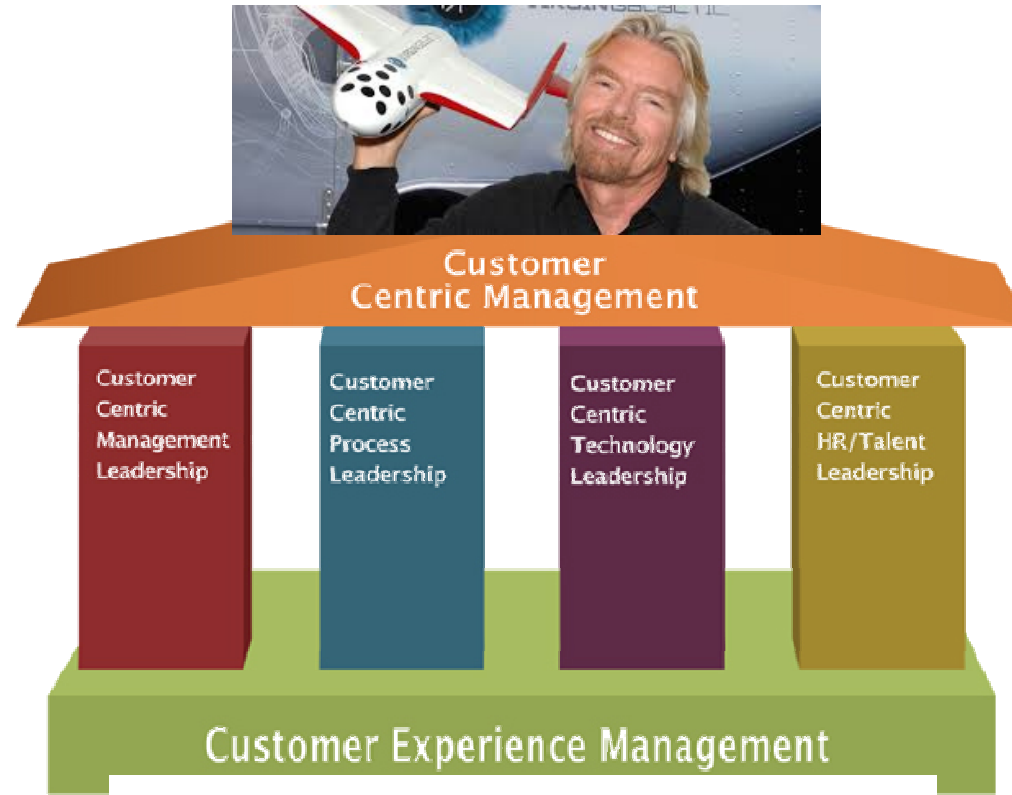 GALACTIC
Customer
Centric Management
Customer
Centric
Management
Leadership
Customer
Centric
Process
Leadership
Customer
Centric
Technology
Leadership
Customer
Centric
HR/Talent
Leadership
Customer Experience Management